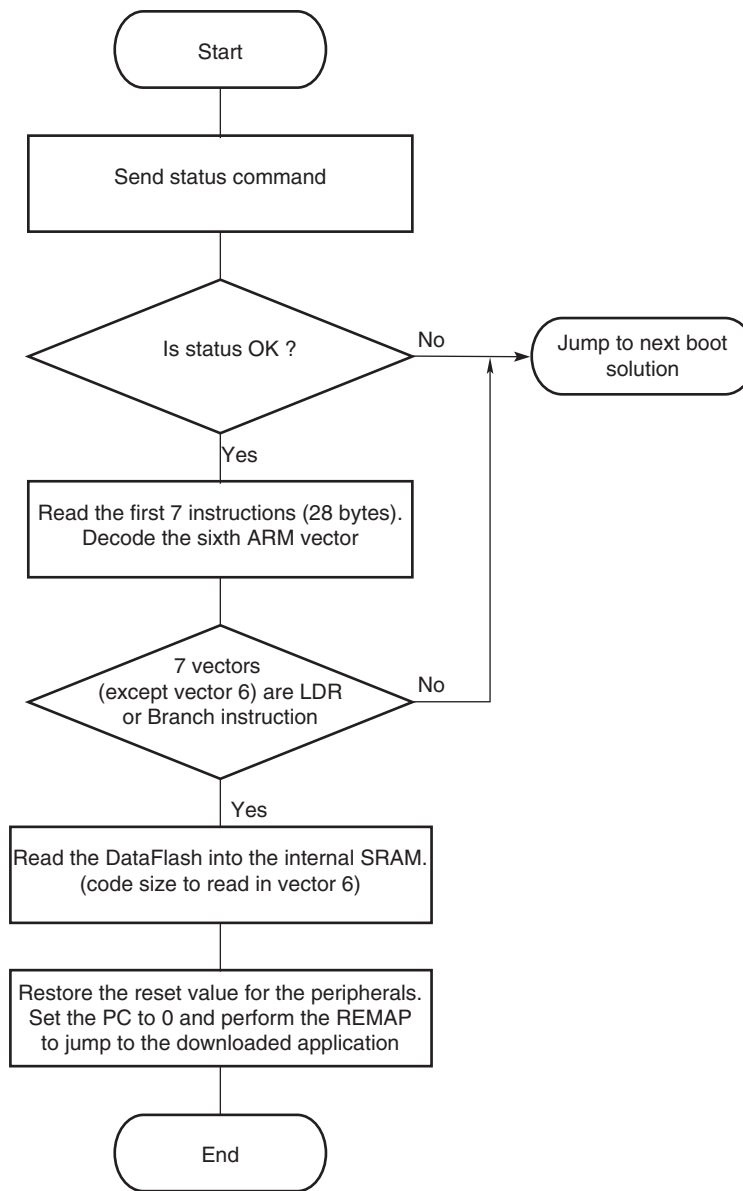 Start
Send status command
Is status OK ?
No
Jump to next boot
solution
Yes
Read the first 7 instructions (28 bytes).
Decode the sixth ARM vector
7 vectors
(except vector 6) are LDR
or Branch instruction
No
Yes
Read the DataFlash into the internal SRAM.
(code size to read in vector 6)
Restore the reset value for the peripherals.
Set the PC to 0 and perform the REMAP
to jump to the downloaded application
End